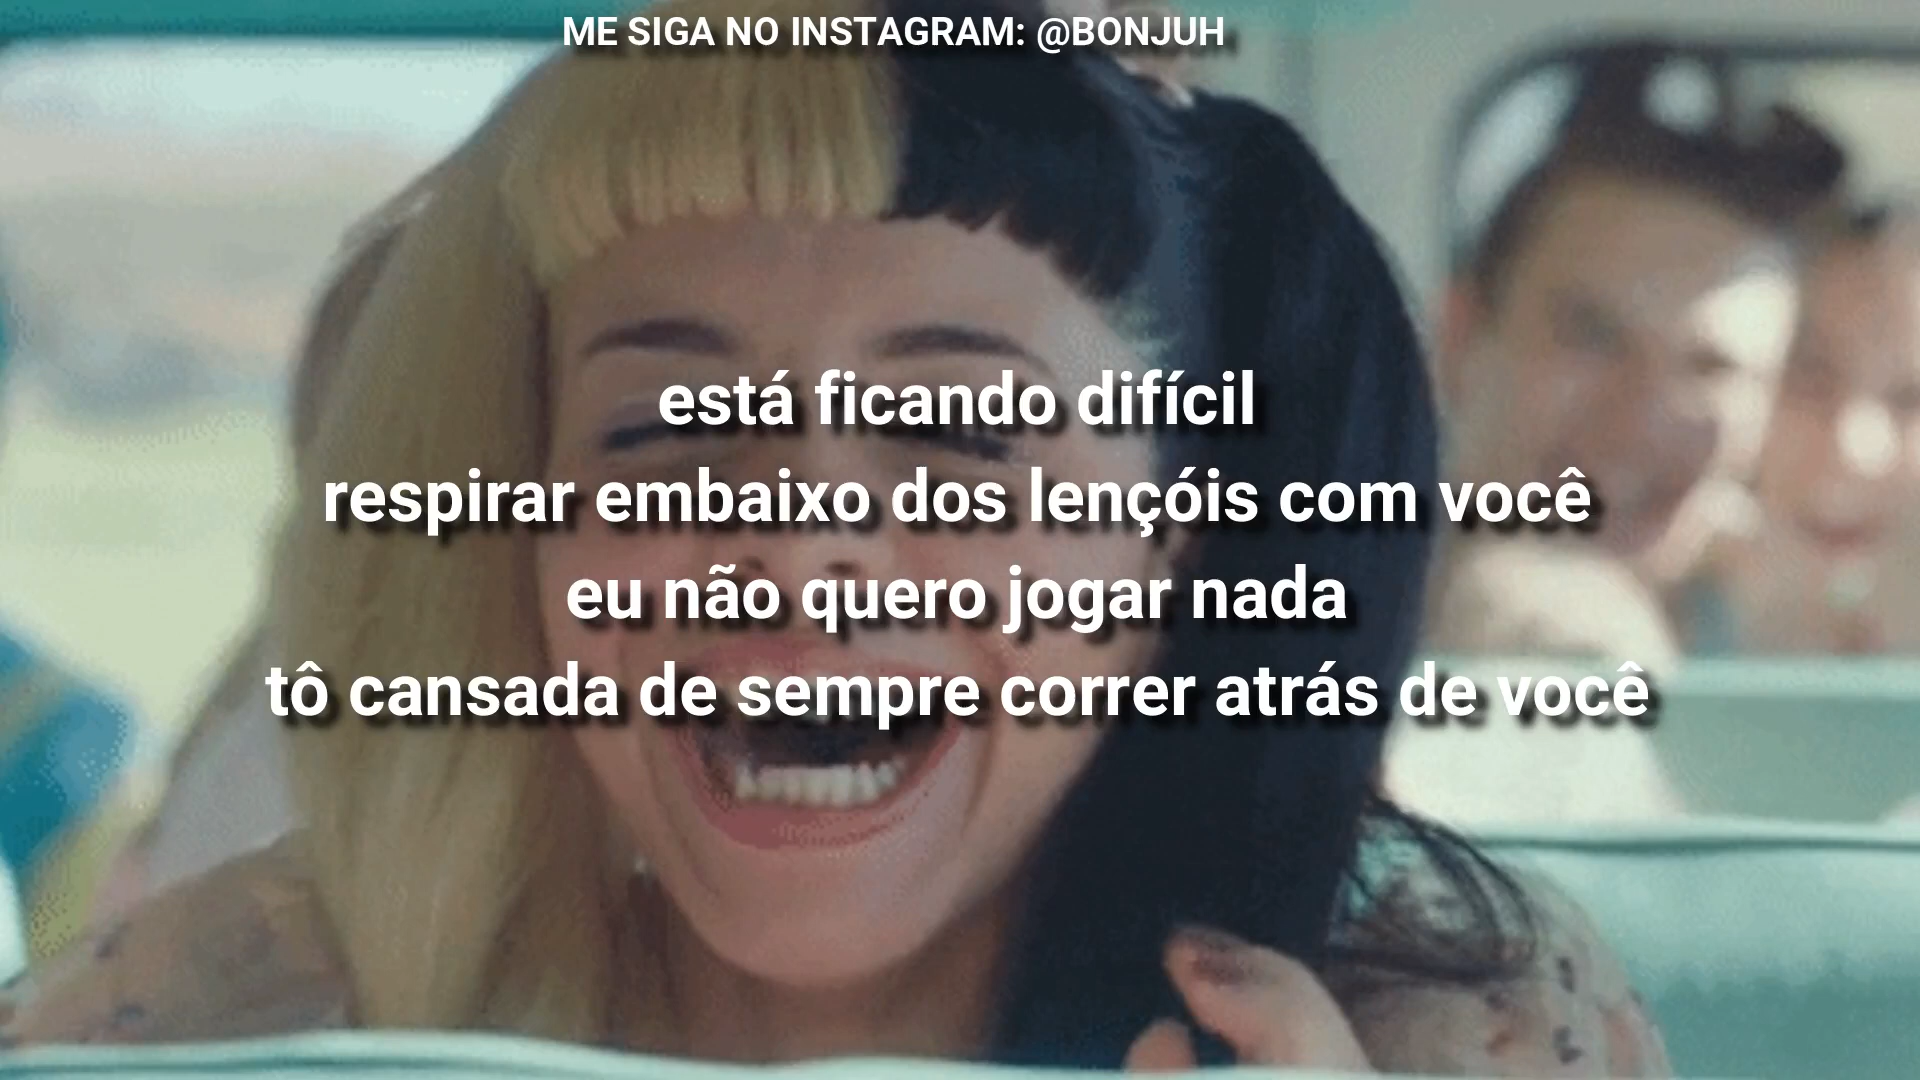 ME SIGA NO INSTAGRAM: @BONJUH
está ficando difícil
respirar embaixo dos lençóis com você
eu não quero jogar nada
tô cansada de sempre correr atrás de você